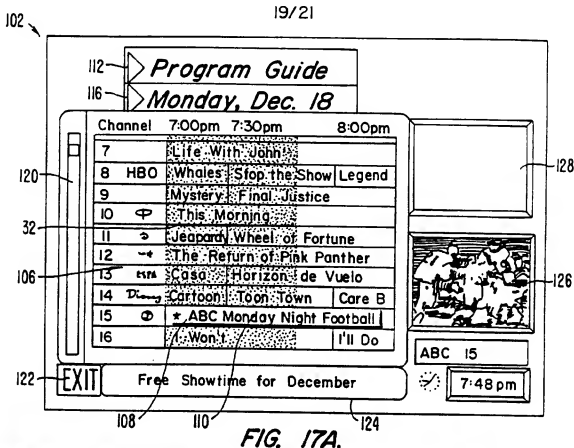 19/21
102
112
Program Guide
116
Monday, Dec. 18
Channel 7:00pm 7:30pm 8:00pm
7 Life With John
8 HBO Whales Stop the Show Legend
120
128
9 Mystery Final Justice
10 This Morning
32
11 Jeopardy Wheel of Fortune
12 The Return of Pink Panther
106
13 Casa Horizon de Vuelo
126
14 Disney Cartoon Toon Town Care B
15 * ABC Monday Night Football
16 I Won't I'll Do
ABC 15
122
EXIT
Free Showtime for December
7:48 pm
108
110
124
FIG. 17A.